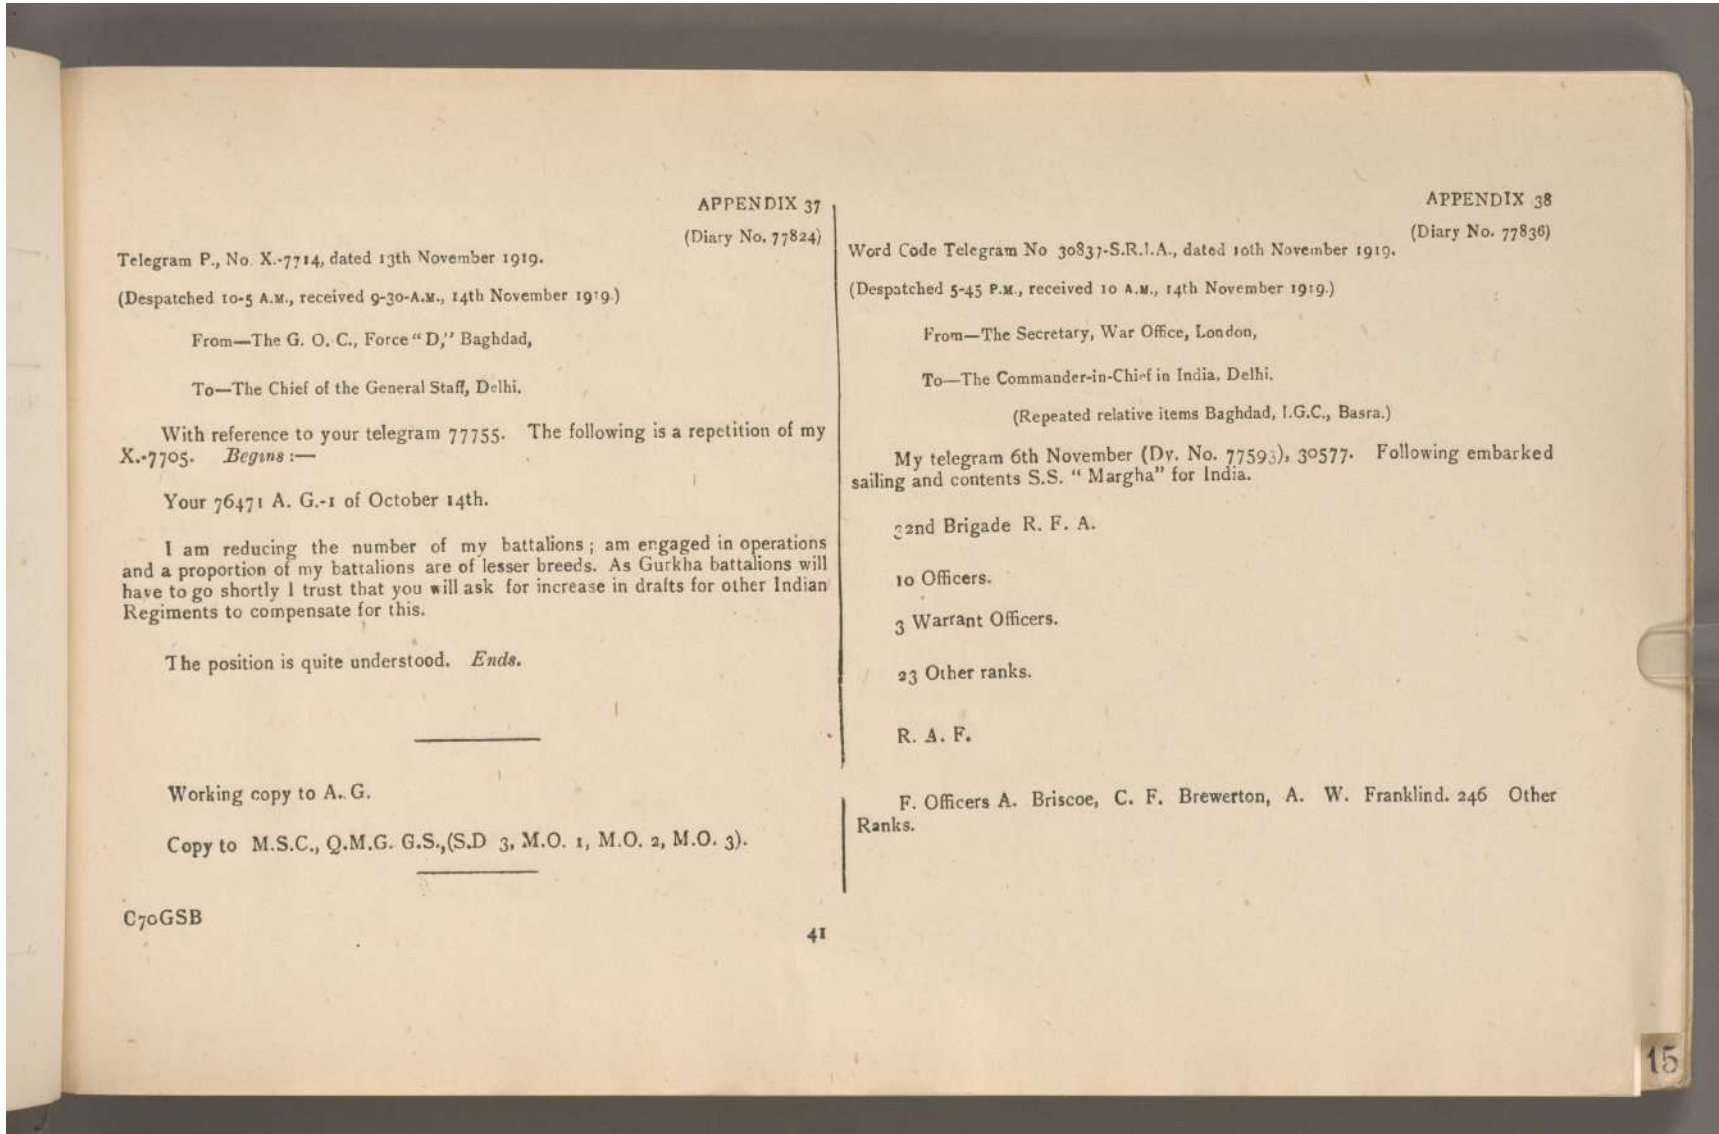 APPENDIX 37
(Diary No. 77824)
Telegram P., No. X.-7714, dated 13th November 1919.
(Despatched 10-5 A.M., received 9-30-A.M., 14th November 1919.)
From—The G. O. C., Force "D," Baghdad,
To—The Chief of the General Staff, Delhi.
With reference to your telegram 77755. The following is a repetition of my
X.-7705. Begins :—
Your 76471 A. G.-1 of October 14th.
I am reducing the number of my battalions ; am engaged in operations
and a proportion of my battalions are of lesser breeds. As Gurkha battalions will
have to go shortly I trust that you will ask for increase in drafts for other Indian
Regiments to compensate for this.
The position is quite understood. Ends.
Working copy to A. G.
Copy to M.S.C., Q.M.G. G.S.,(S.D 3, M.O. 1, M.O. 2, M.O. 3).
C70GSB
APPENDIX 38
(Diary No. 77836)
Word Code Telegram No 30837-S.R.I.A., dated 10th November 1919.
(Despatched 5-45 P.M., received 10 A.M., 14th November 1919.)
From—The Secretary, War Office, London,
To—The Commander-in-Chief in India, Delhi.
(Repeated relative items Baghdad, I.G.C., Basra.)
My telegram 6th November (Dy. No. 77593), 30577. Following embarked
sailing and contents S.S. " Margha" for India.
32nd Brigade R. F. A.
10 Officers.
3 Warrant Officers.
23 Other ranks.
R. A. F.
F. Officers A. Briscoe, C. F. Brewerton, A. W. Franklind. 246 Other
Ranks.
41
15